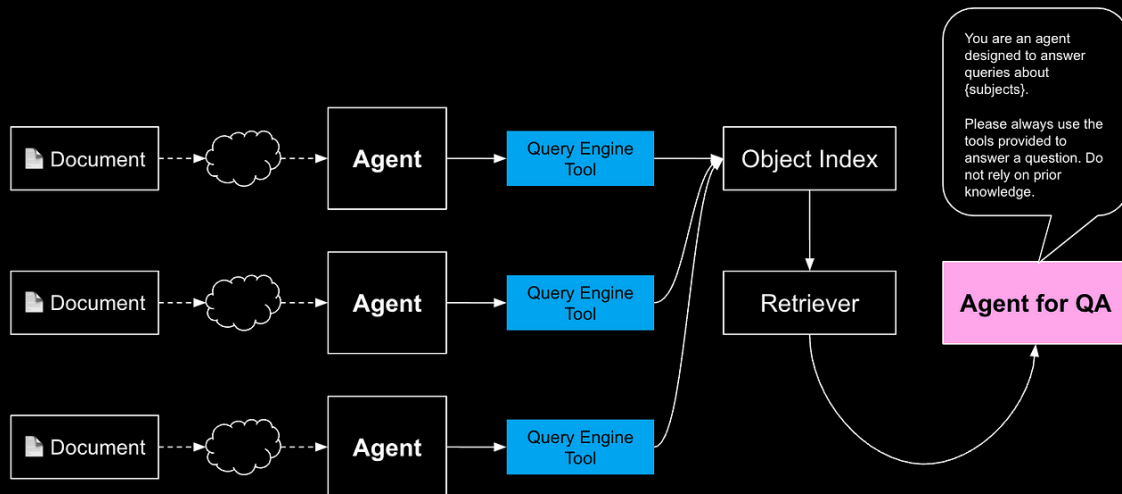 You are an agent
designed to answer
queries about
{subjects}.
Please always use the
tools provided to
answer a question. Do
not rely on prior
knowledge.
Document
Agent
Query Engine
Tool
Object Index
Document
Agent
Query Engine
Tool
Retriever
Agent for QA
Document
Agent
Query Engine
Tool